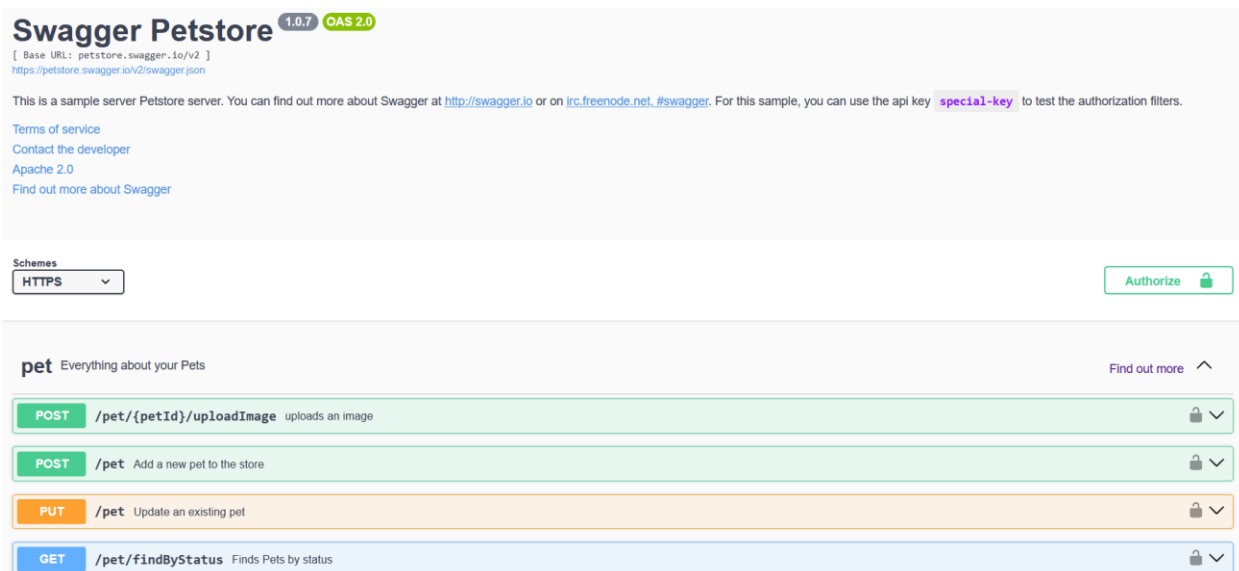 Swagger Petstore 1.0.7 OAS 2.0
[ Base URL: petstore.swagger.io/v2 ]
https://petstore.swagger.io/v2/swagger.json
This is a sample server Petstore server. You can find out more about Swagger at http://swagger.io or on irc.freenode.net, #swagger. For this sample, you can use the api key special-key to test the authorization filters.
Terms of service
Contact the developer
Apache 2.0
Find out more about Swagger
Schemes
HTTPS
Authorize
pet Everything about your Pets
Find out more
POST /pet/{petId}/uploadImage uploads an image
POST /pet Add a new pet to the store
PUT /pet Update an existing pet
GET /pet/findByStatus Finds Pets by status